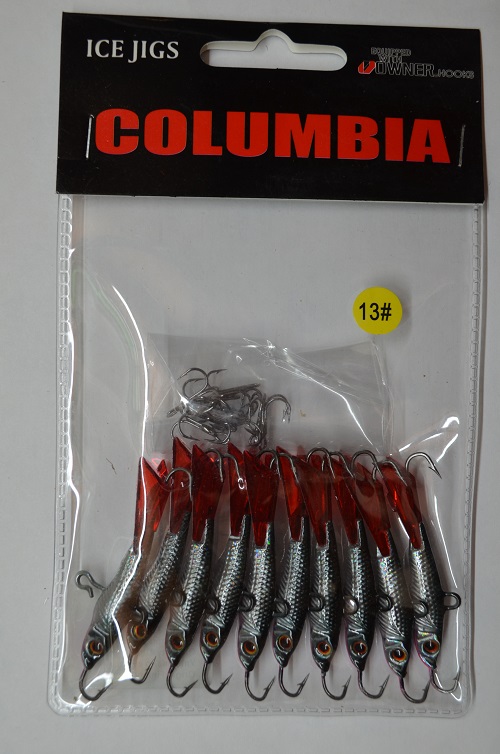 ICE JIGS
EQUIPPED
WITH
OWNER HOOKS
COLUMBIA
13#